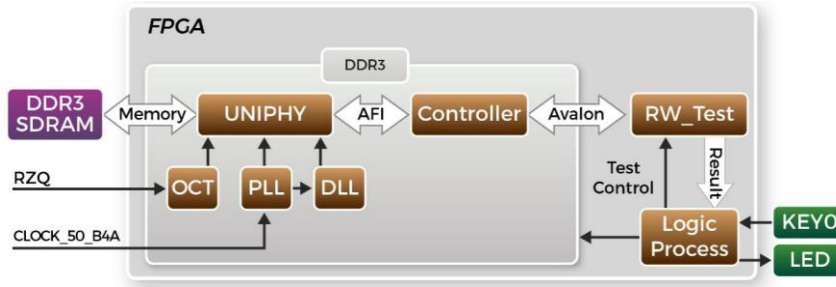 FPGA
DDR3
DDR3
SDRAM
Memory
UNIPHY
AFI
Controller
Avalon
RW_Test
RZQ
OCT
PLL
DLL
Test
Control
Result
CLOCK_50_B4A
Logic
Process
KEY0
LED